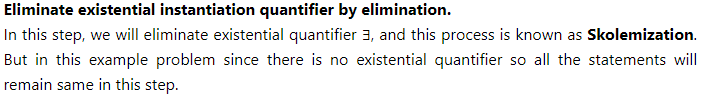 Eliminate existential instantiation quantifier by elimination.
In this step, we will eliminate existential quantifier ∃, and this process is known as Skolemization.
But in this example problem since there is no existential quantifier so all the statements will
remain same in this step.